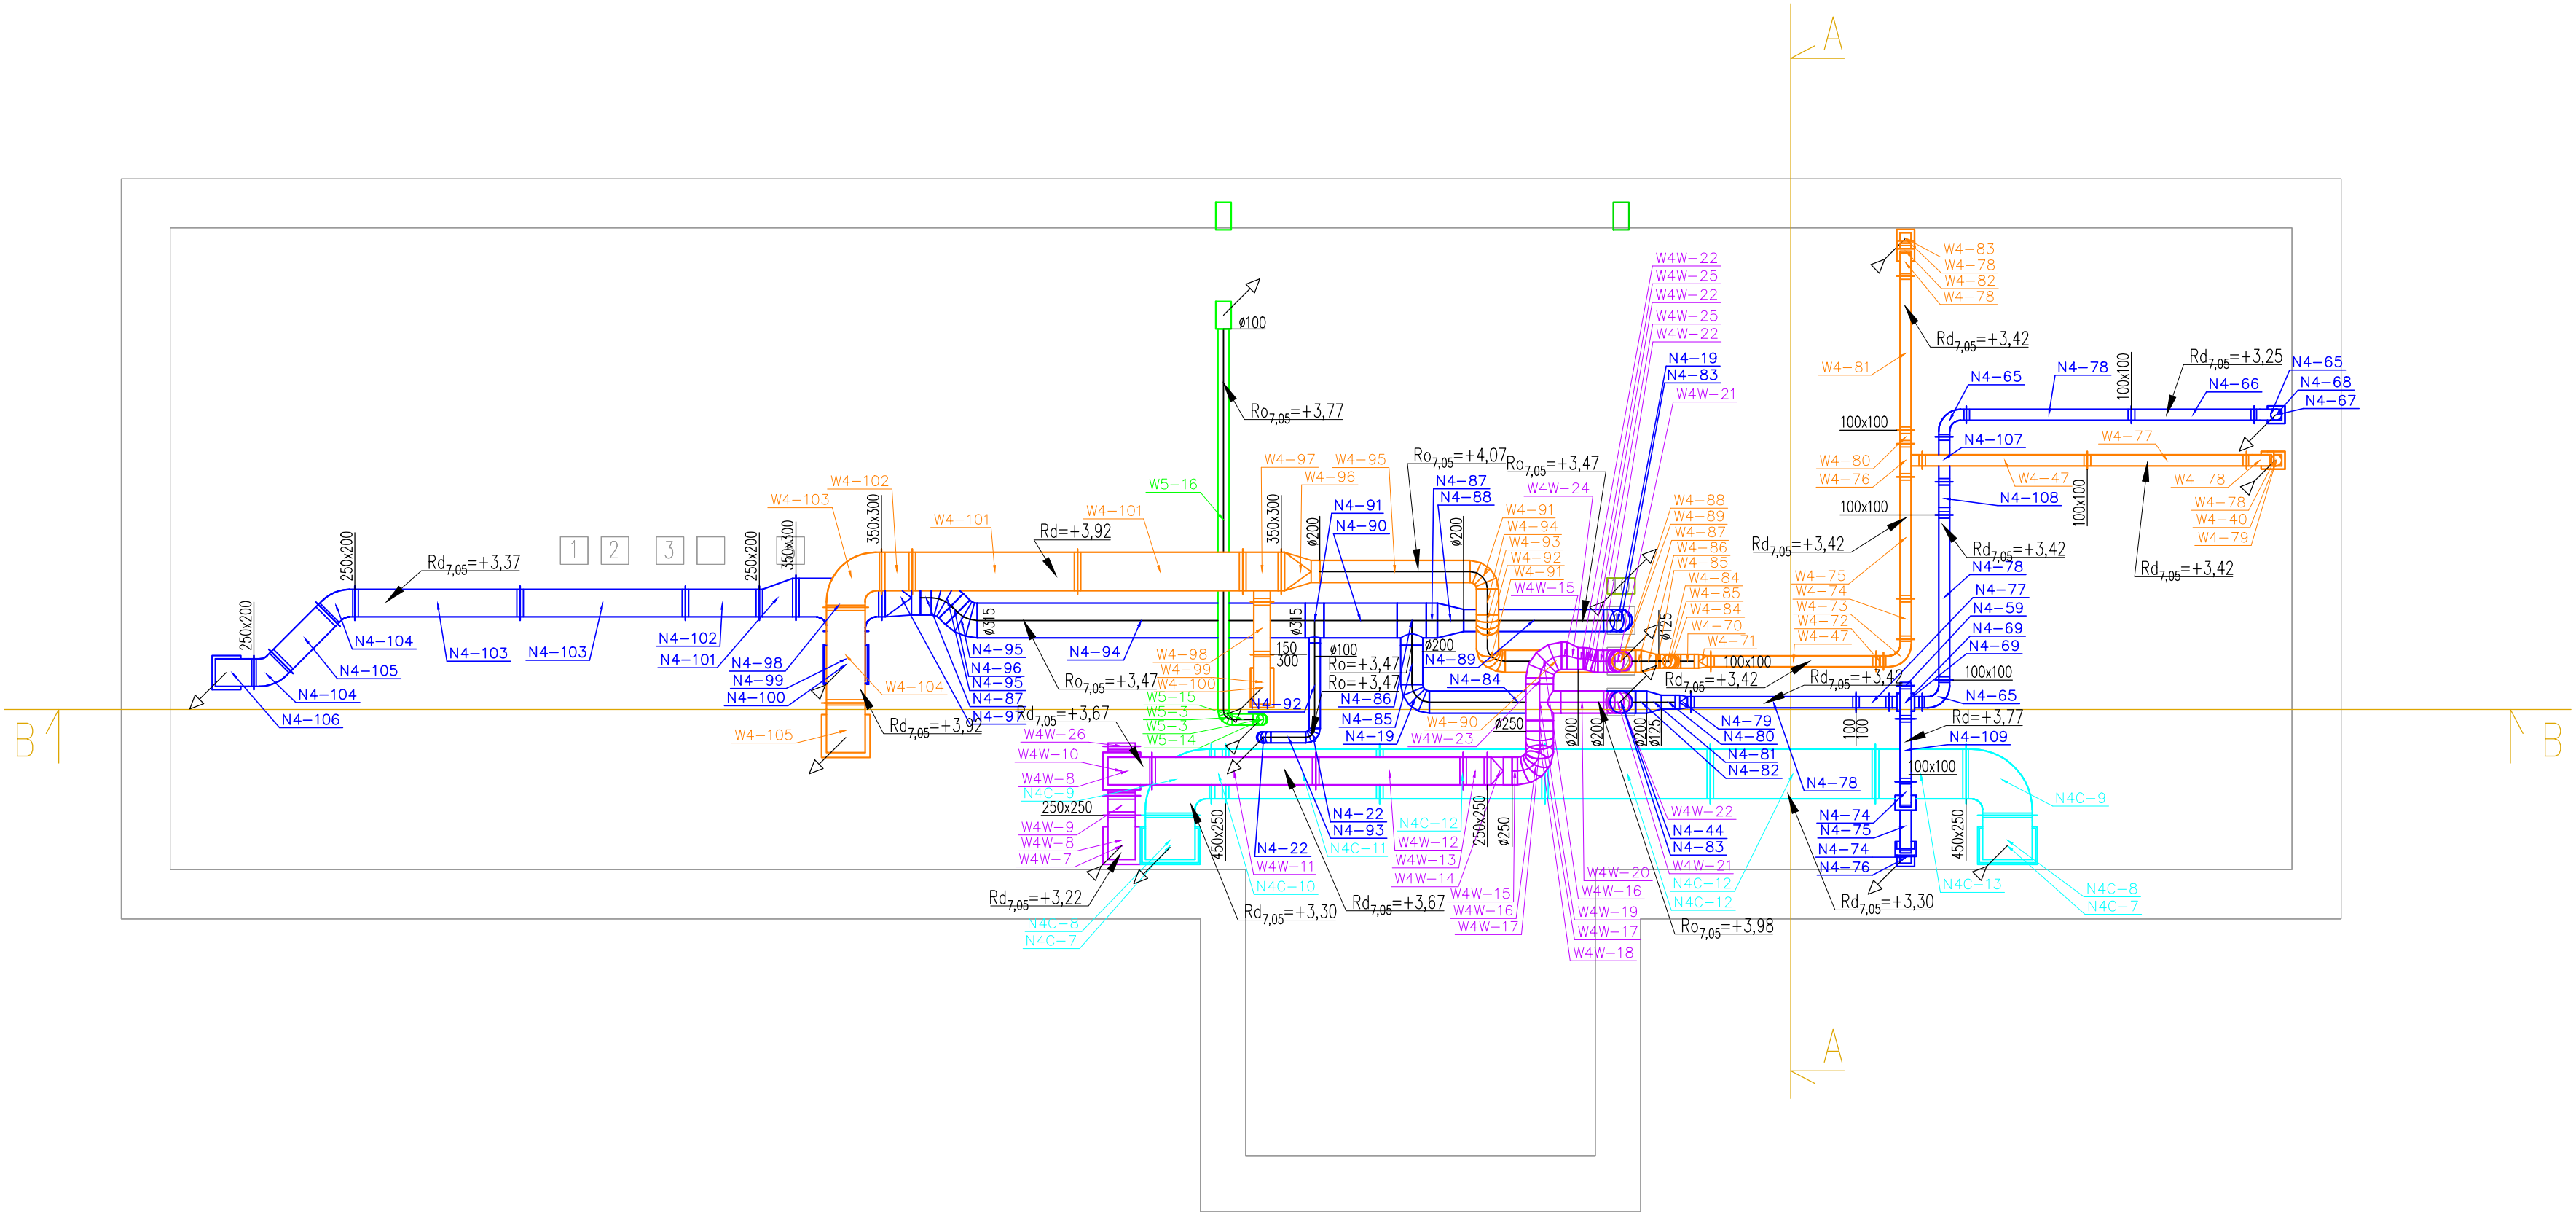 A
W4-83
W4-78
W4-82
W4-78
W4W-22
W4W-25
W4W-22
W4W-25
W4W-22
N4-19
N4-83
W4W-21
ø100
Rd7,05=+3,42
W4-81
Rd7,05=+3,25
N4-65
N4-78
100x100
N4-66
N4-65
N4-68
N4-67
Ro7,05=+3,77
100x100
N4-107
W4-77
W4-80
W4-76
W4-47
W4-78
W4-78
W4-40
W4-79
100x100
N4-108
100x100
Rd7,05=+3,42
Rd7,05=+3,42
Rd7,05=+3,42
W4-103
W4-102
350x300
W4-101
W4-101
Rd=+3,92
W5-16
W4-97
W4-96
W4-95
350x300
ø200
N4-91
N4-90
Ro7,05=+4,07
Ro7,05=+3,47
N4-87
N4-88
ø200
W4W-24
W4-91
W4-94
W4-93
W4-92
W4-91
W4W-15
W4-88
W4-89
W4-87
W4-86
W4-85
W4-84
W4-85
W4-84
W4-70
W4-71
ø125
1
2
3
250x200
Rd7,05=+3,37
250x200
350x300
250x200
N4-104
N4-105
N4-104
N4-106
N4-103
N4-103
N4-102
N4-101
N4-98
N4-99
N4-100
W4-104
W4-105
Rd7,05=+3,92
ø315
N4-95
N4-96
N4-95
N4-87
N4-97
N4-94
Ro7,05=+3,47
ø315
150
300
W4-98
W4-99
W4-100
ø100
Ro=+3,47
Ro=+3,47
ø200
N4-89
N4-84
N4-86
N4-85
N4-19
N4-92
W5-15
W5-3
W5-3
W5-14
W4-90
W4W-23
ø250
ø200
ø200
ø200
ø125
100x100
Rd7,05=+3,42
Rd7,05=+3,42
W4-75
W4-74
W4-73
W4-72
W4-47
N4-78
N4-77
N4-59
N4-69
N4-69
100x100
N4-65
Rd=+3,77
N4-109
100x100
100
100
N4-79
N4-80
N4-81
N4-82
N4-78
B
B
Rd7,05=+3,67
W4W-26
W4W-10
W4W-8
N4C-9
250x250
W4W-9
W4W-8
W4W-7
Rd7,05=+3,22
N4C-8
N4C-7
450x250
Rd7,05=+3,30
N4-22
W4W-11
N4C-10
N4-22
N4-93
N4C-11
Rd7,05=+3,67
N4C-12
W4W-12
W4W-13
W4W-14
250x250
ø250
W4W-15
W4W-16
W4W-17
W4W-20
W4W-16
W4W-19
W4W-17
W4W-18
W4W-22
N4-44
N4-83
W4W-21
N4C-12
N4C-12
Ro7,05=+3,98
N4-74
N4-75
N4-74
N4-76
Rd7,05=+3,30
N4C-13
450x250
N4C-9
N4C-8
N4C-7
A